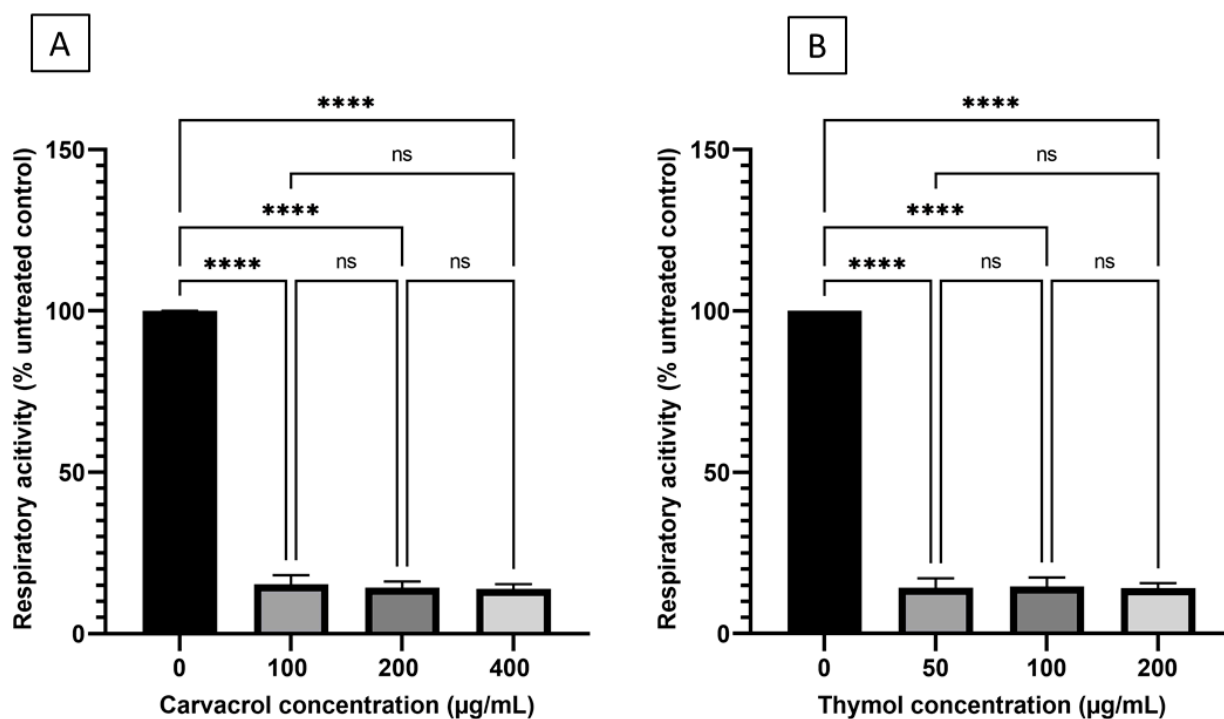 A
Respiratory acitivity (% untreated control)
150
100
50
0
****
ns
****
****
ns
ns
0 100 200 400
Carvacrol concentration (µg/mL)
B
Respiratory acitivity (% untreated control)
150
100
50
0
****
ns
****
****
ns
ns
0 50 100 200
Thymol concentration (µg/mL)